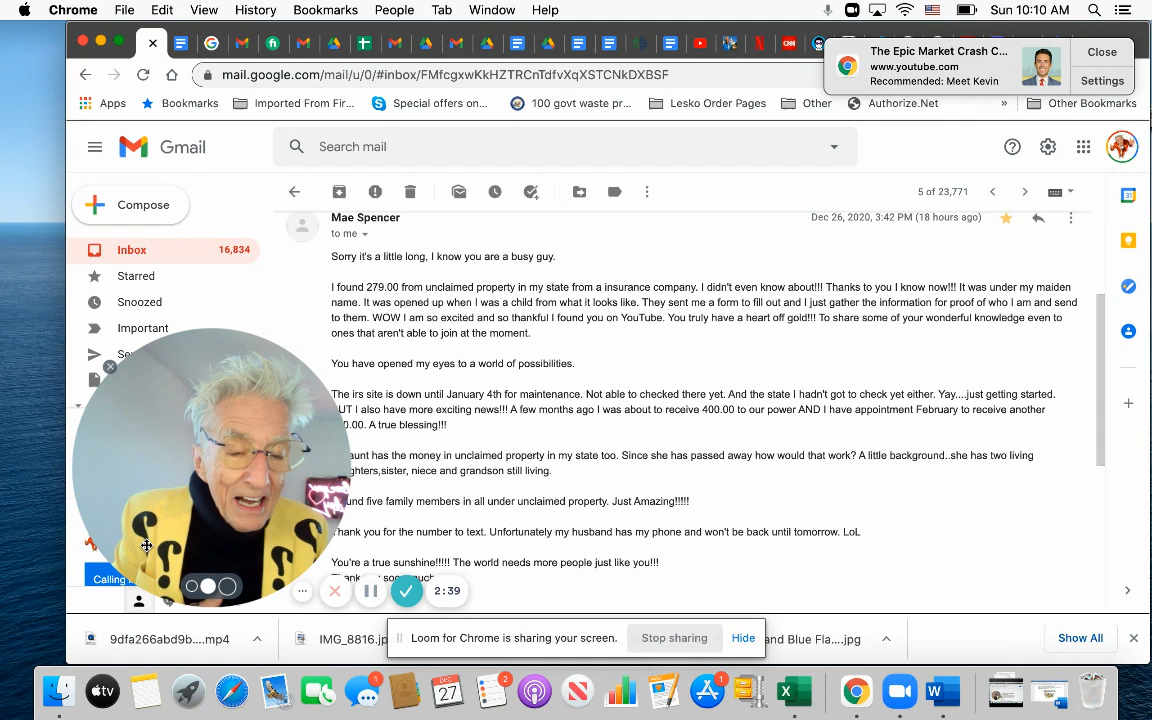 Chrome File Edit View History Bookmarks People Tab Window Help Sun 10:10 AM
The Epic Market Crash C... Close
www.youtube.com
Recommended: Meet Kevin Settings
mail.google.com/mail/u/0/#inbox/FMfcgxwKkHZTRCnTdfvXqXSTCNkDXBSF
Apps Bookmarks Imported From Fir... Special offers on... 100 govt waste pr... Lesko Order Pages Other Authorize.Net » Other Bookmarks
Gmail Search mail
Compose 5 of 23,771
Mae Spencer Dec 26, 2020, 3:42 PM (18 hours ago)
to me
Inbox 16,834
Starred
Snoozed
Important
Se
Sorry it's a little long, I know you are a busy guy.
I found 279.00 from unclaimed property in my state from a insurance company. I didn't even know about!!! Thanks to you I know now!!! It was under my maiden
name. It was opened up when I was a child from what it looks like. They sent me a form to fill out and I just gather the information for proof of who I am and send
to them. WOW I am so excited and so thankful I found you on YouTube. You truly have a heart off gold!!! To share some of your wonderful knowledge even to
ones that aren't able to join at the moment.
You have opened my eyes to a world of possibilities.
The irs site is down until January 4th for maintenance. Not able to checked there yet. And the state I hadn't got to check yet either. Yay....just getting started.
UT I also have more exciting news!!! A few months ago I was about to receive 400.00 to our power AND I have appointment February to receive another
0.00. A true blessing!!!
aunt has the money in unclaimed property in my state too. Since she has passed away how would that work? A little background..she has two living
ghters,sister, niece and grandson still living.
und five family members in all under unclaimed property. Just Amazing!!!!!
hank you for the number to text. Unfortunately my husband has my phone and won't be back until tomorrow. LoL
You're a true sunshine!!!!! The world needs more people just like you!!!
Calling
2:39
9dfa266abd9b....mp4 IMG_8816.jp and Blue Fla....jpg Show All
Loom for Chrome is sharing your screen. Stop sharing Hide
DEC
27
1
2
1